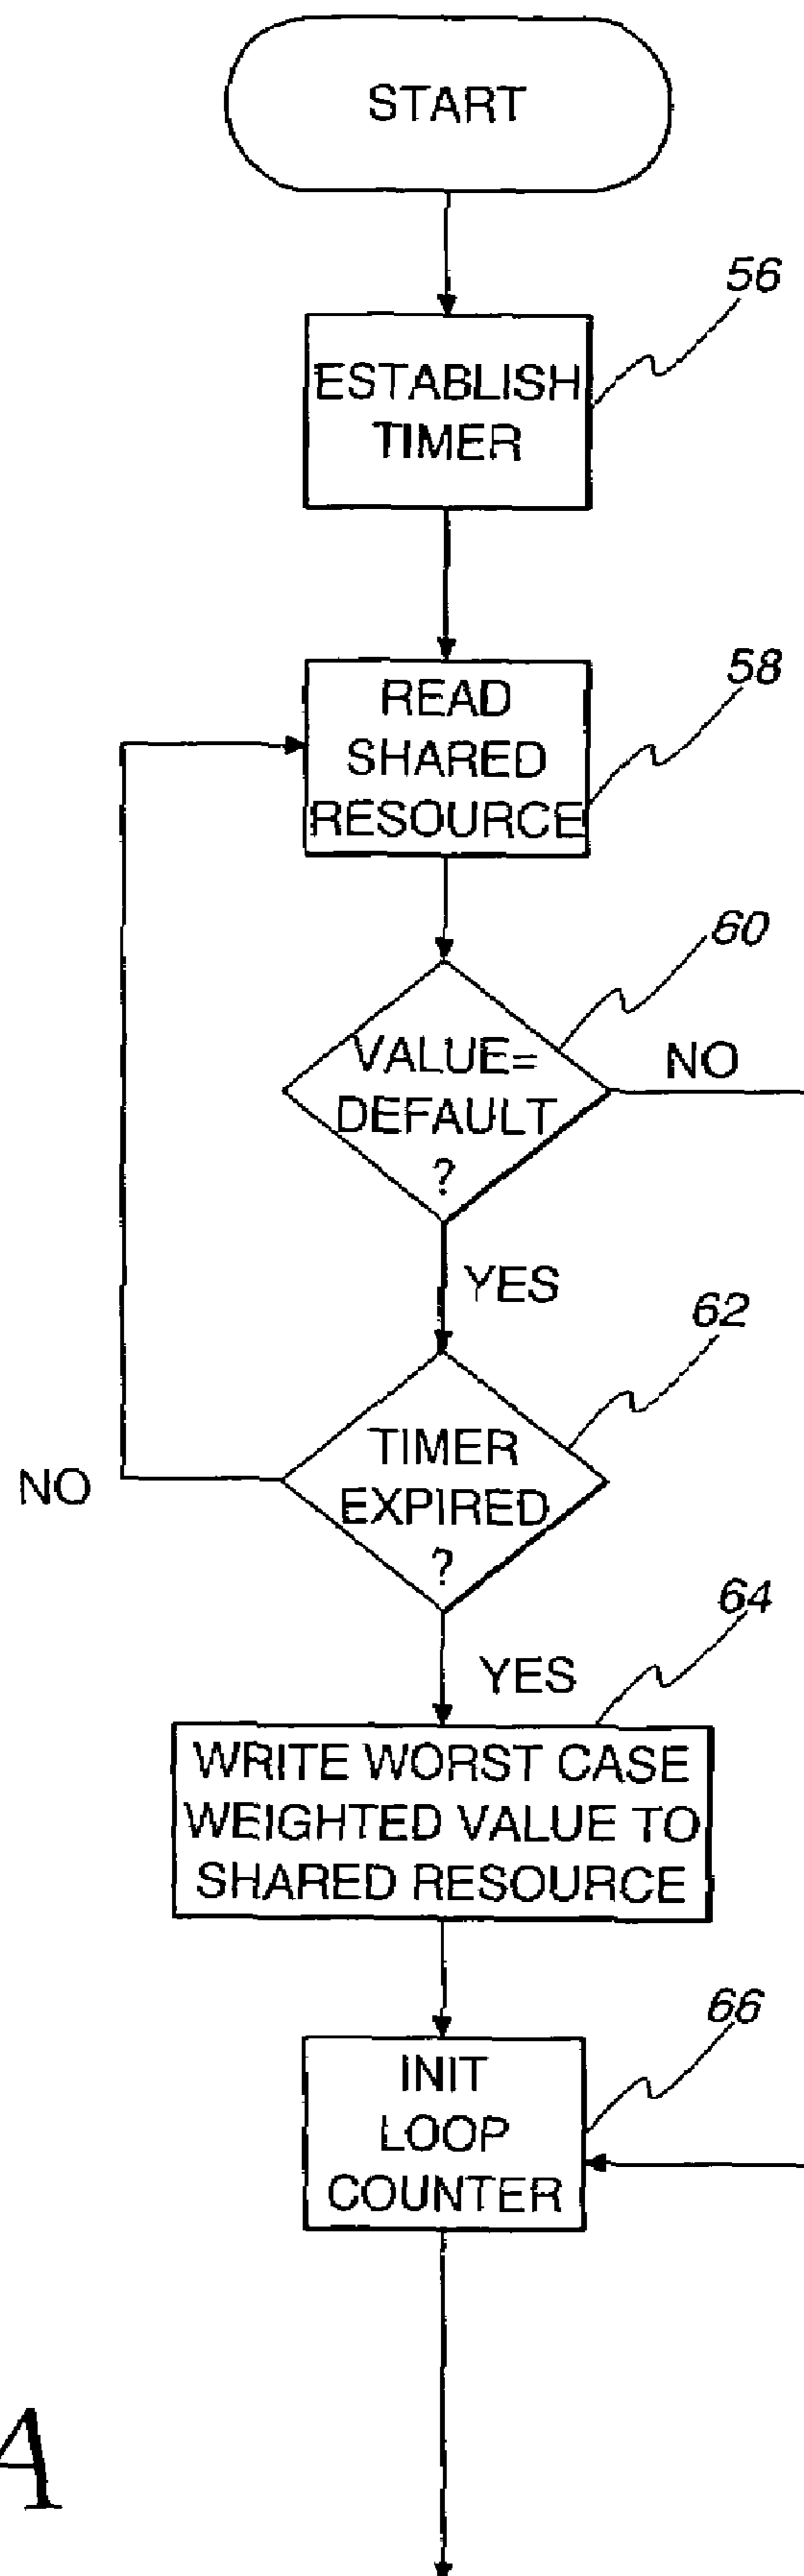 START
56
ESTABLISH
TIMER
58
READ
SHARED
RESOURCE
60
VALUE=
DEFAULT
?
NO
YES
62
TIMER
EXPIRED
?
NO
64
YES
WRITE WORST CASE
WEIGHTED VALUE TO
SHARED RESOURCE
66
INIT
LOOP
COUNTER
A